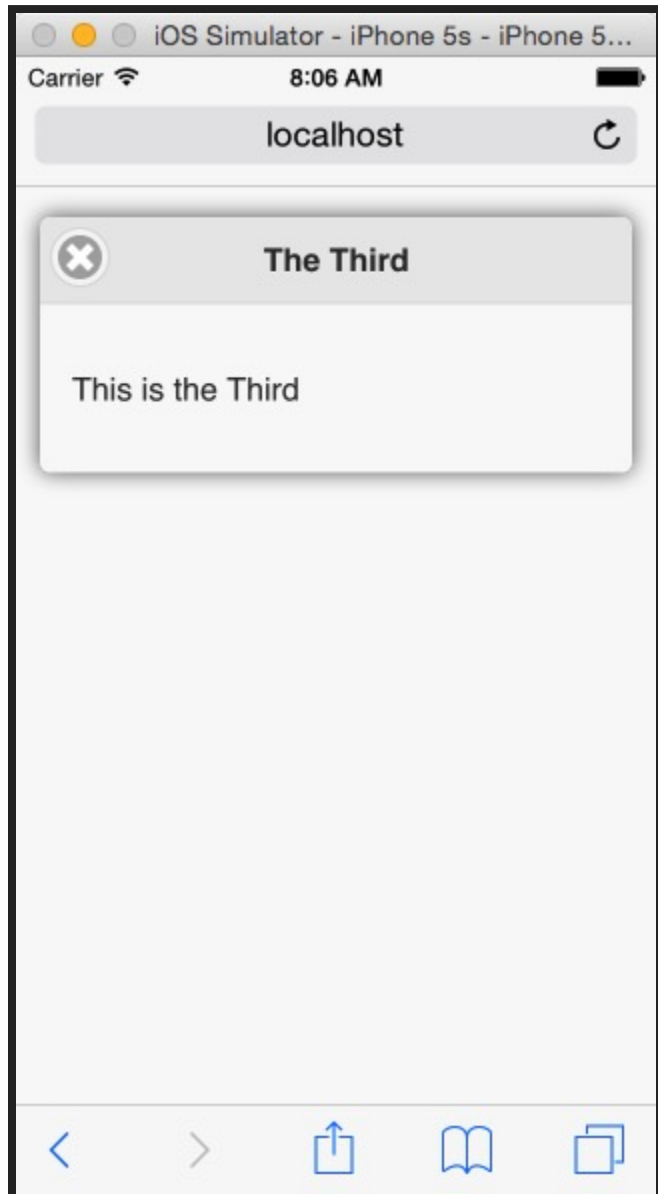 iOS Simulator - iPhone 5s - iPhone 5...
Carrier 8:06 AM
localhost
The Third
This is the Third